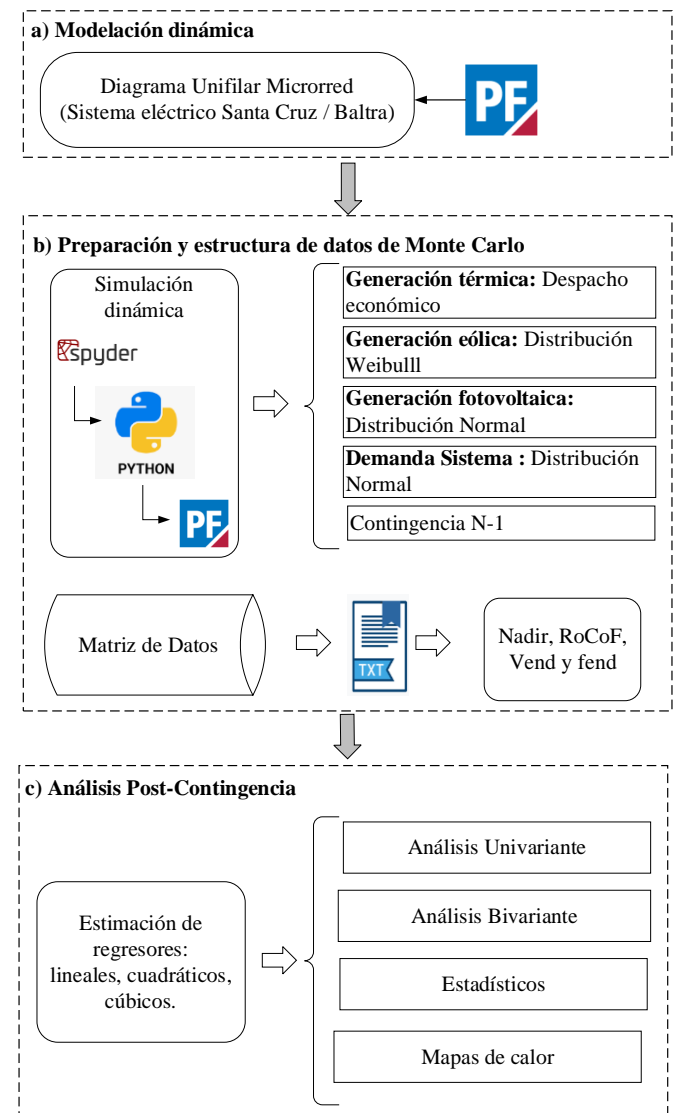 a) Modelación dinámica
Diagrama Unifilar Microrred
(Sistema eléctrico Santa Cruz / Baltra)
PF
b) Preparación y estructura de datos de Monte Carlo
Simulación
dinámica
spyder
PYTHON
PF
Generación térmica: Despacho
económico
Generación eólica: Distribución
Weibulll
Generación fotovoltaica:
Distribución Normal
Demanda Sistema : Distribución
Normal
Contingencia N-1
Matriz de Datos
TXT
Nadir, RoCoF,
Vend y fend
c) Análisis Post-Contingencia
Estimación de
regresores:
lineales, cuadráticos,
cúbicos.
Análisis Univariante
Análisis Bivariante
Estadísticos
Mapas de calor